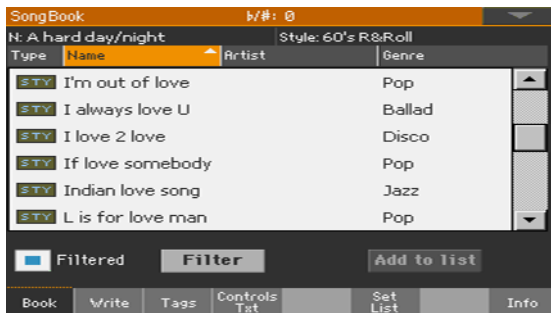 SongBook ♭/#: 0
N: A hard day/night Style: 60's R&Roll
Type Name Artist Genre
STY I'm out of love Pop
STY I always love U Ballad
STY I love 2 love Disco
STY If love somebody Pop
STY Indian love song Jazz
STY L is for love man Pop
Filtered Filter Add to list
Book Write Tags Controls Txt Set List Info